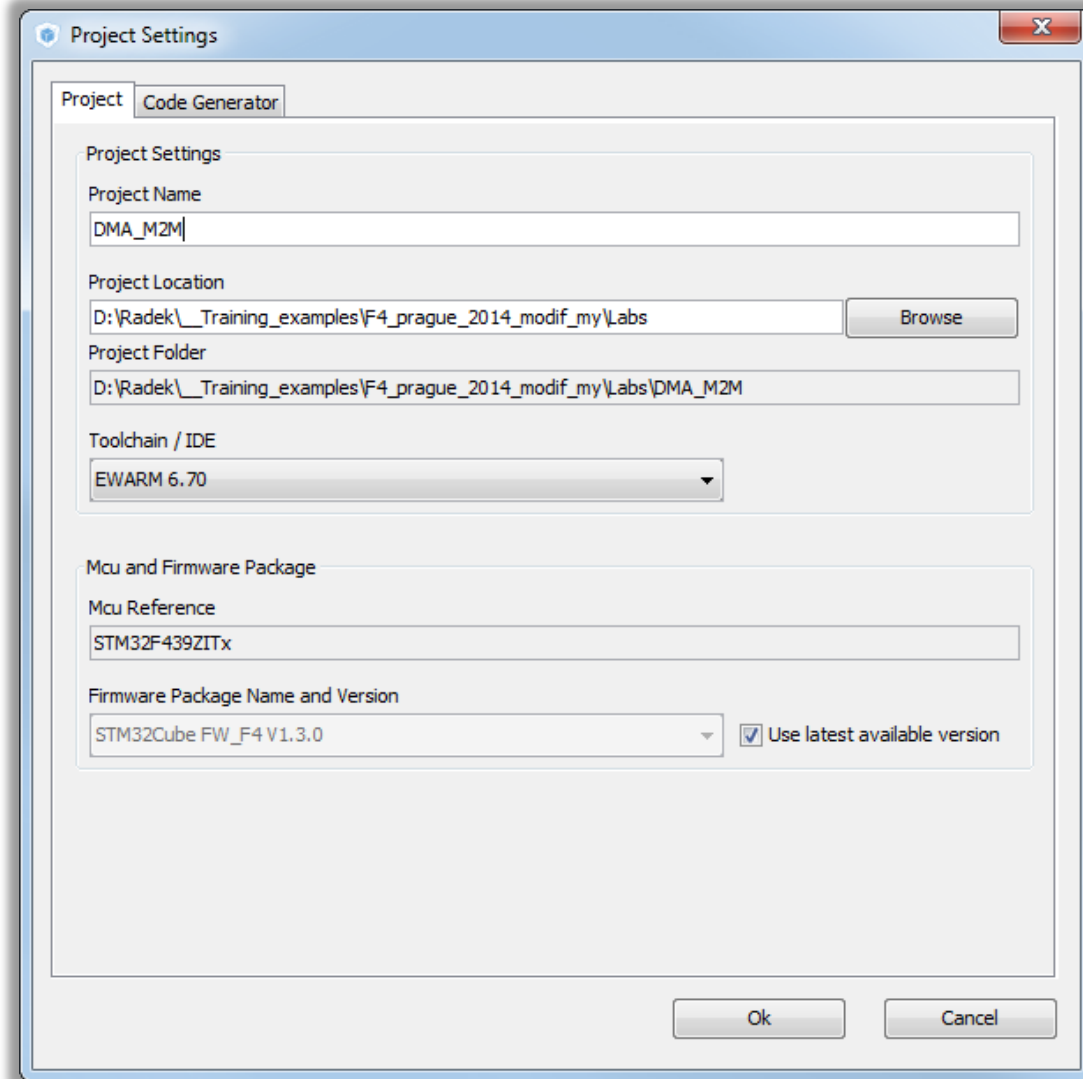 Project Settings
Project Code Generator
Project Settings
Project Name
DMA_M2M
Project Location
D:\Radek\__Training_examples\F4_prague_2014_modif_my\Labs Browse
Project Folder
D:\Radek\__Training_examples\F4_prague_2014_modif_my\Labs\DMA_M2M
Toolchain / IDE
EWARM 6.70
Mcu and Firmware Package
Mcu Reference
STM32F439ZITx
Firmware Package Name and Version
STM32Cube FW_F4 V1.3.0 Use latest available version
Ok Cancel